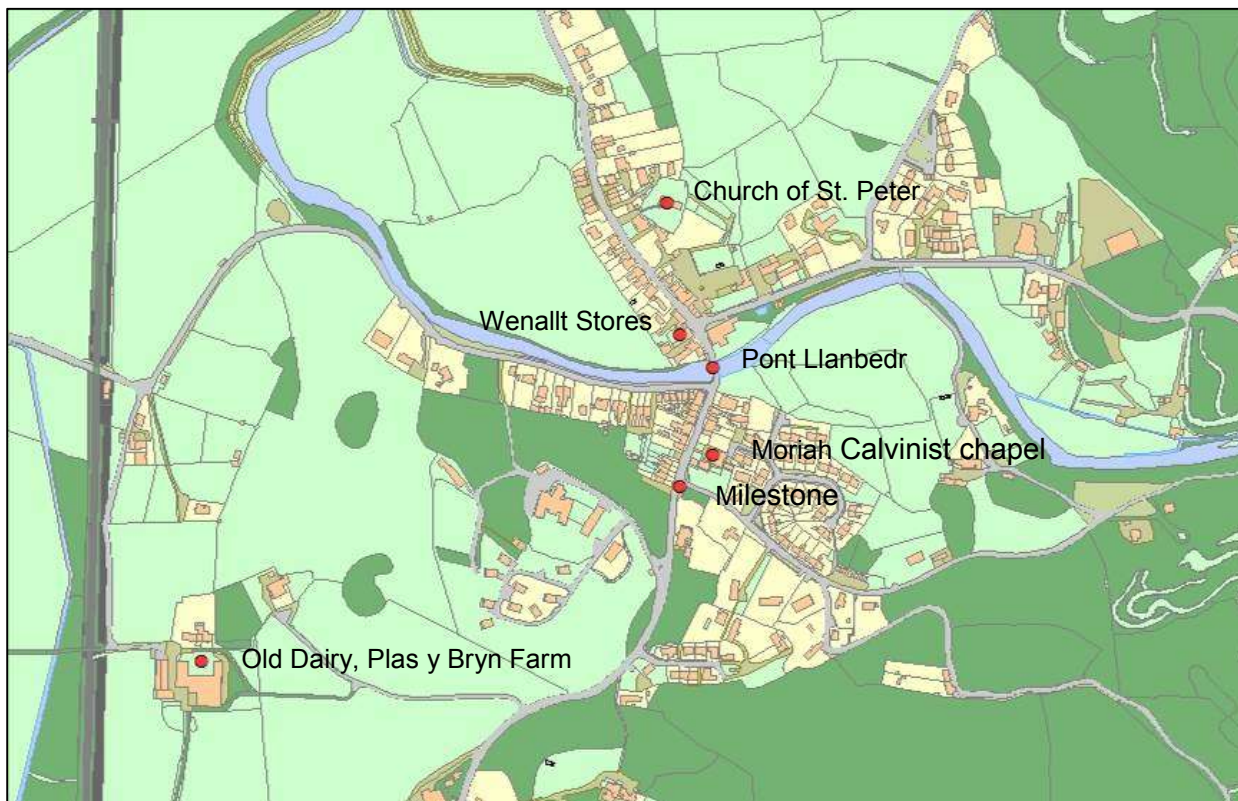 Church of St. Peter
Wenallt Stores
Pont Llanbedr
Moriah Calvinist chapel
Milestone
Old Dairy, Plas y Bryn Farm